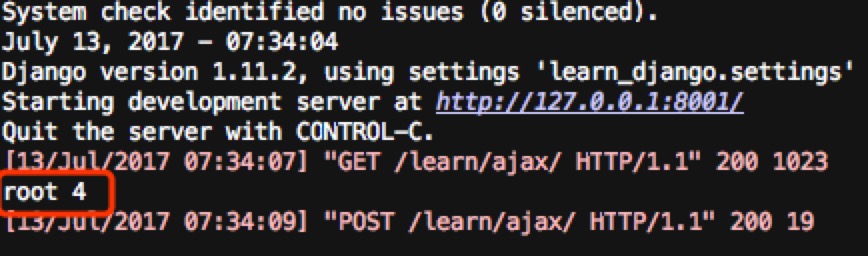 System check identified no issues (0 silenced).
July 13, 2017 - 07:34:04
Django version 1.11.2, using settings 'learn_django.settings'
Starting development server at http://127.0.0.1:8001/
Quit the server with CONTROL-C.
[13/Jul/2017 07:34:07] "GET /learn/ajax/ HTTP/1.1" 200 1023
root 4
[13/Jul/2017 07:34:09] "POST /learn/ajax/ HTTP/1.1" 200 19